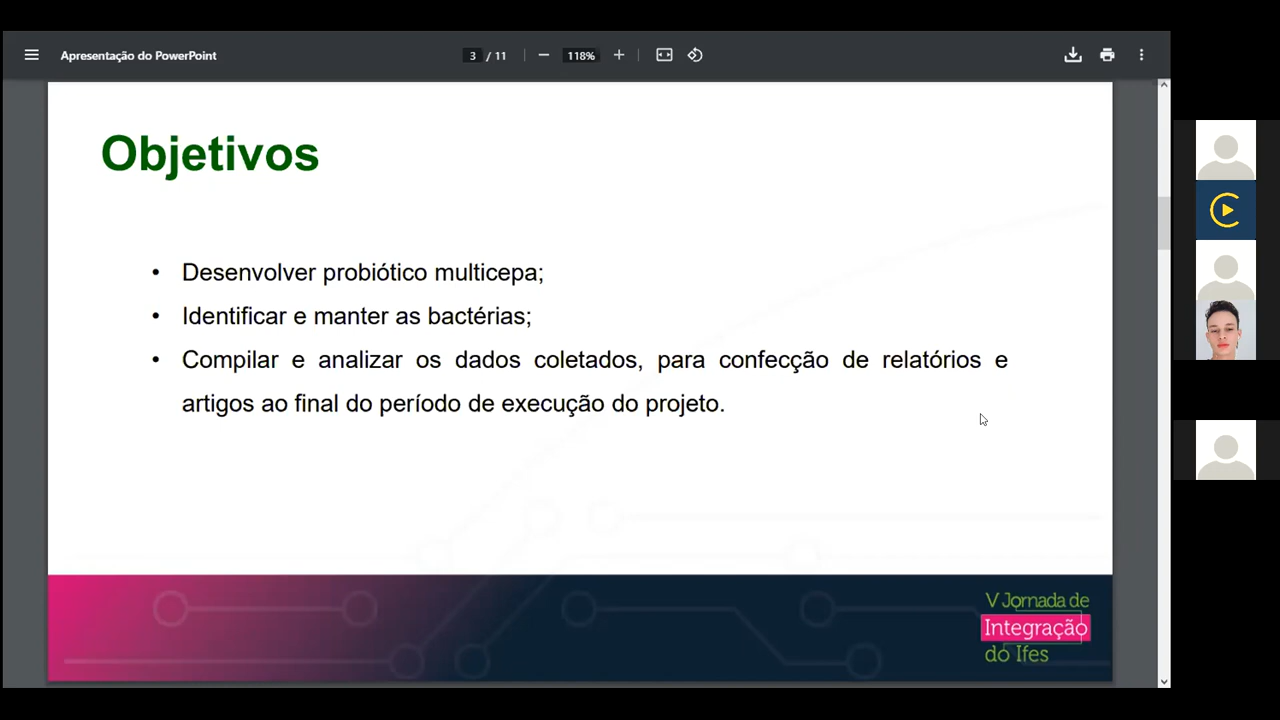 Apresentação do PowerPoint
3 / 11
118%
Objetivos
• Desenvolver probiótico multicepa;
• Identificar e manter as bactérias;
• Compilar e analizar os dados coletados, para confecção de relatórios e
artigos ao final do período de execução do projeto.
V Jornada de
Integração
do Ifes